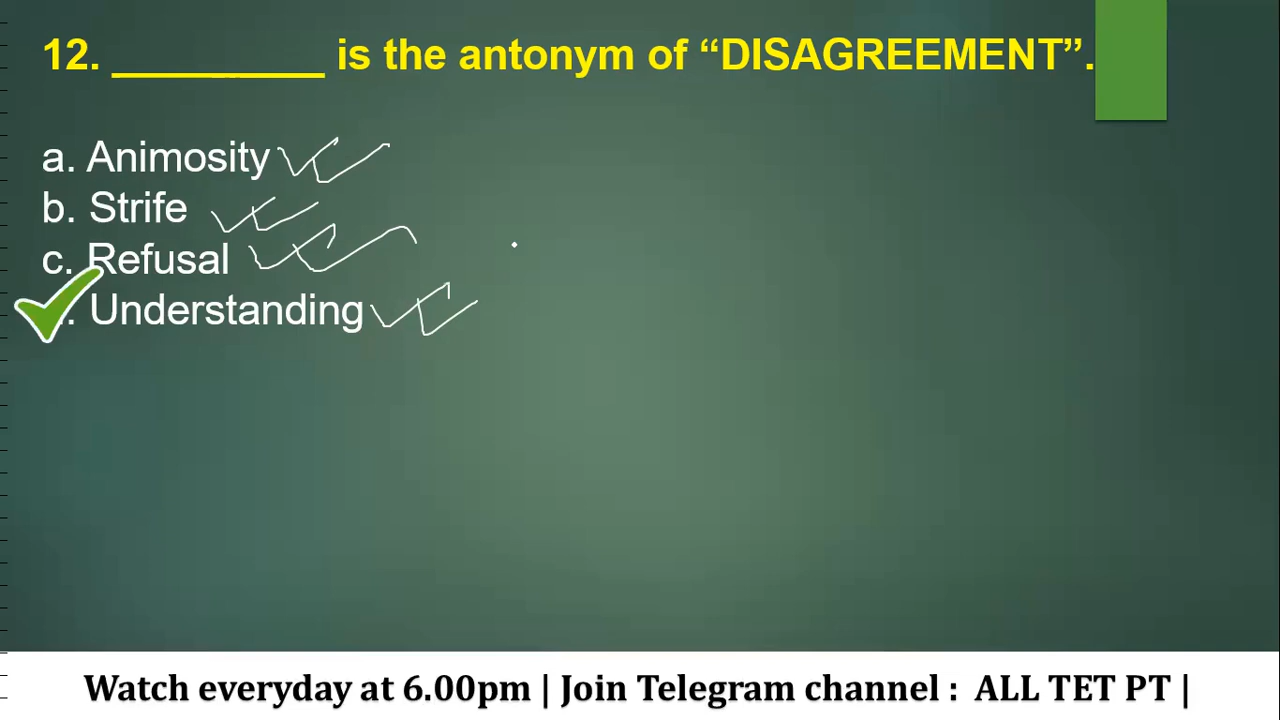 12. _________ is the antonym of “DISAGREEMENT”.
a. Animosity
b. Strife
c. Refusal
Understanding
Watch everyday at 6.00pm | Join Telegram channel : ALL TET PT |